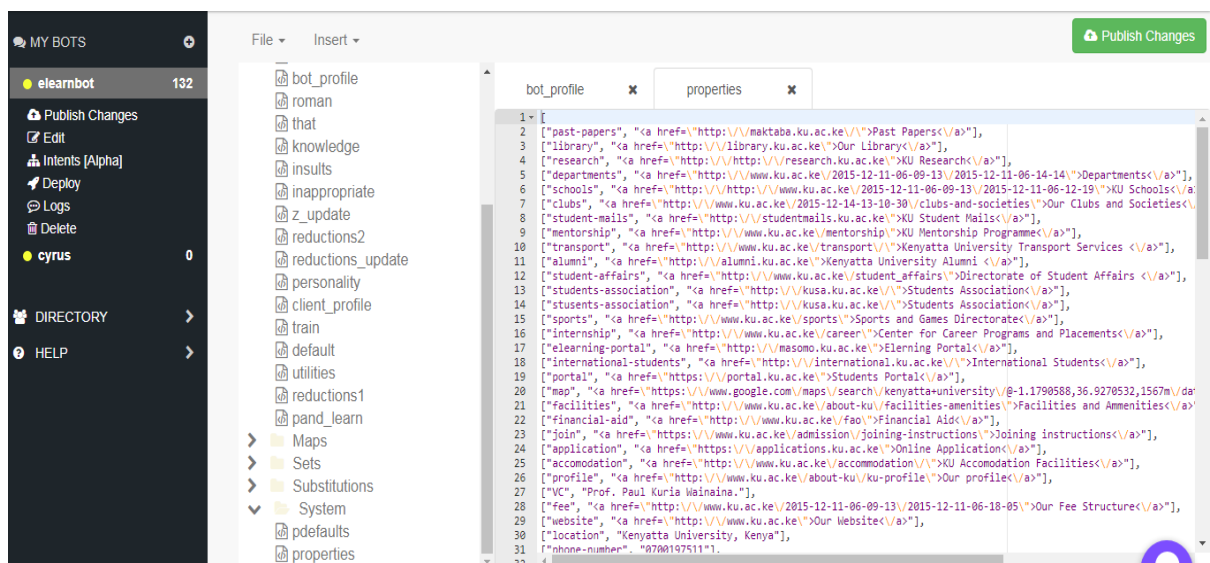 MY BOTS
elearnbot 132
Publish Changes
Edit
Intents [Alpha]
Deploy
Logs
Delete
cyrus 0
DIRECTORY
HELP
File Insert
Publish Changes
bot_profile
roman
that
knowledge
insults
inappropriate
z_update
reductions2
reductions_update
personality
client_profile
train
default
utilities
reductions1
pand_learn
Maps
Sets
Substitutions
System
pdefaults
properties
bot_profile properties
1 [
2 ["past-papers", "<a href=\"http:\/\/maktaba.ku.ac.ke\/\">Past Papers<\/a>"],
3 ["library", "<a href=\"http:\/\/library.ku.ac.ke\">Our Library<\/a>"],
4 ["research", "<a href=\"http:\/\/http:\/\/research.ku.ac.ke\">KU Research<\/a>"],
5 ["departments", "<a href=\"http:\/\/www.ku.ac.ke\/2015-12-11-06-09-13\/2015-12-11-06-14-14\">Departments<\/a>"],
6 ["schools", "<a href=\"http:\/\/http:\/\/www.ku.ac.ke\/2015-12-11-06-09-13\/2015-12-11-06-12-19\">KU Schools<\/a
7 ["clubs", "<a href=\"http:\/\/www.ku.ac.ke\/2015-12-14-13-10-30\/clubs-and-societies\">Our Clubs and Societies<\
8 ["student-mails", "<a href=\"http:\/\/studentmails.ku.ac.ke\">KU Student Mails<\/a>"],
9 ["mentorship", "<a href=\"http:\/\/www.ku.ac.ke\/mentorship\">KU Mentorship Programme<\/a>"],
10 ["transport", "<a href=\"http:\/\/www.ku.ac.ke\/transport\/\">Kenyatta University Transport Services <\/a>"],
11 ["alumni", "<a href=\"http:\/\/alumni.ku.ac.ke\">Kenyatta University Alumni <\/a>"],
12 ["student-affairs", "<a href=\"http:\/\/www.ku.ac.ke\/student_affairs\">Directorate of Student Affairs <\/a>"],
13 ["students-association", "<a href=\"http:\/\/kusa.ku.ac.ke\">Students Association<\/a>"],
14 ["stusents-association", "<a href=\"http:\/\/kusa.ku.ac.ke\/\">Students Association<\/a>"],
15 ["sports", "<a href=\"http:\/\/www.ku.ac.ke\/sports\">Sports and Games Directorate<\/a>"],
16 ["internship", "<a href=\"http:\/\/www.ku.ac.ke\/career\">Center for Career Programs and Placements<\/a>"],
17 ["elearning-portal", "<a href=\"http:\/\/masomo.ku.ac.ke\">Elerning Portal<\/a>"],
18 ["international-students", "<a href=\"http:\/\/international.ku.ac.ke\/\">International Students<\/a>"],
19 ["portal", "<a href=\"https:\/\/portal.ku.ac.ke\">Students Portal<\/a>"],
20 ["map", "<a href=\"https:\/\/www.google.com\/maps\/search\/kenyatta+university\/@-1.1790588,36.9270532,1567m\/dat
21 ["facilities", "<a href=\"http:\/\/www.ku.ac.ke\/about-ku\/facilities-amenities\">Facilities and Ammenities<\/a>"
22 ["financial-aid", "<a href=\"http:\/\/www.ku.ac.ke\/fao\">Financial Aid<\/a>"],
23 ["join", "<a href=\"https:\/\/www.ku.ac.ke\/admission\/joining-instructions\">Joining instructions<\/a>"],
24 ["application", "<a href=\"https:\/\/applications.ku.ac.ke\">Online Application<\/a>"],
25 ["accomodation", "<a href=\"http:\/\/www.ku.ac.ke\/accommodation\/\">KU Accomodation Facilities<\/a>"],
26 ["profile", "<a href=\"http:\/\/www.ku.ac.ke\/about-ku\/ku-profile\">Our profile<\/a>"],
27 ["VC", "Prof. Paul Kuria Wainaina."],
28 ["fee", "<a href=\"http:\/\/www.ku.ac.ke\/2015-12-11-06-09-13\/2015-12-11-06-18-05\">Our Fee Structure<\/a>"],
29 ["website", "<a href=\"http:\/\/www.ku.ac.ke\">Our Website<\/a>"],
30 ["location", "Kenyatta University, Kenya"],
31 ["phone-number", "0700197511"],
32